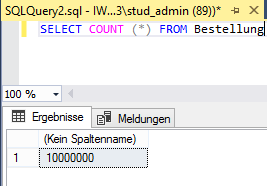 SQLQuery2.sql - IW...3\stud_admin (89))*
SELECT COUNT (*) FROM Bestellung
100 %
Ergebnisse Meldungen
(Kein Spaltenname)
1 10000000